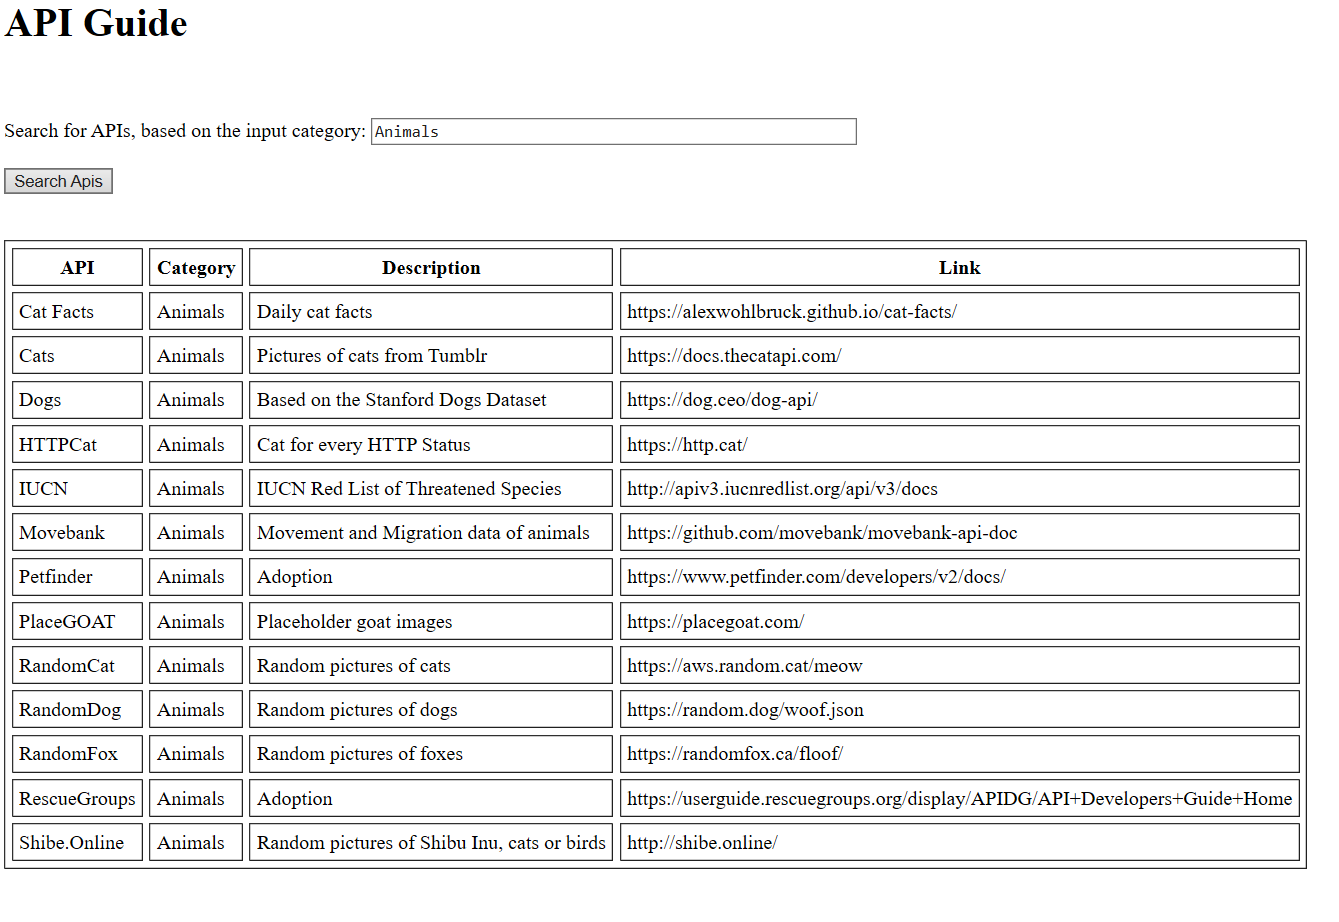 API Guide
Search for APIs, based on the input category: Animals
Search Apis
API Category Description Link
Cat Facts Animals Daily cat facts https://alexwohlbruck.github.io/cat-facts/
Cats Animals Pictures of cats from Tumblr https://docs.thecatapi.com/
Dogs Animals Based on the Stanford Dogs Dataset https://dog.ceo/dog-api/
HTTPCat Animals Cat for every HTTP Status https://http.cat/
IUCN Animals IUCN Red List of Threatened Species http://apiv3.iucnredlist.org/api/v3/docs
Movebank Animals Movement and Migration data of animals https://github.com/movebank/movebank-api-doc
Petfinder Animals Adoption https://www.petfinder.com/developers/v2/docs/
PlaceGOAT Animals Placeholder goat images https://placegoat.com/
RandomCat Animals Random pictures of cats https://aws.random.cat/meow
RandomDog Animals Random pictures of dogs https://random.dog/woof.json
RandomFox Animals Random pictures of foxes https://randomfox.ca/floof/
RescueGroups Animals Adoption https://userguide.rescuegroups.org/display/APIDG/API+Developers+Guide+Home
Shibe.Online Animals Random pictures of Shibu Inu, cats or birds http://shibe.online/